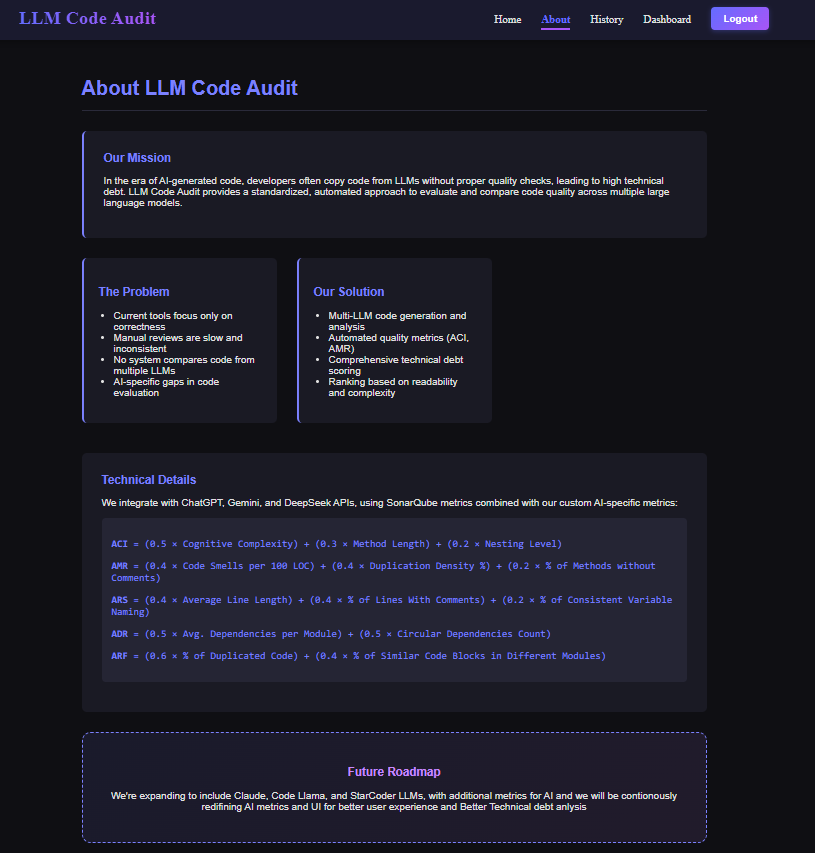 LLM Code Audit
Home About History Dashboard Logout
About LLM Code Audit
Our Mission
In the era of AI-generated code, developers often copy code from LLMs without proper quality checks, leading to high technical
debt. LLM Code Audit provides a standardized, automated approach to evaluate and compare code quality across multiple large
language models.
The Problem
• Current tools focus only on
correctness
• Manual reviews are slow and
inconsistent
• No system compares code from
multiple LLMs
• AI-specific gaps in code
evaluation
Our Solution
• Multi-LLM code generation and
analysis
• Automated quality metrics (ACI,
AMR)
• Comprehensive technical debt
scoring
• Ranking based on readability
and complexity
Technical Details
We integrate with ChatGPT, Gemini, and DeepSeek APIs, using SonarQube metrics combined with our custom AI-specific metrics:
ACI = (0.5 × Cognitive Complexity) + (0.3 × Method Length) + (0.2 × Nesting Level)
AMR = (0.4 × Code Smells per 100 LOC) + (0.4 × Duplication Density %) + (0.2 × % of Methods without
Comments)
ARS = (0.4 × Average Line Length) + (0.4 × % of Lines With Comments) + (0.2 × % of Consistent Variable
Naming)
ADR = (0.5 × Avg. Dependencies per Module) + (0.5 × Circular Dependencies Count)
ARF = (0.6 × % of Duplicated Code) + (0.4 × % of Similar Code Blocks in Different Modules)
Future Roadmap
We're expanding to include Claude, Code Llama, and StarCoder LLMs, with additional metrics for AI and we will be contionously
redifining AI metrics and UI for better user experience and Better Technical debt anlysis